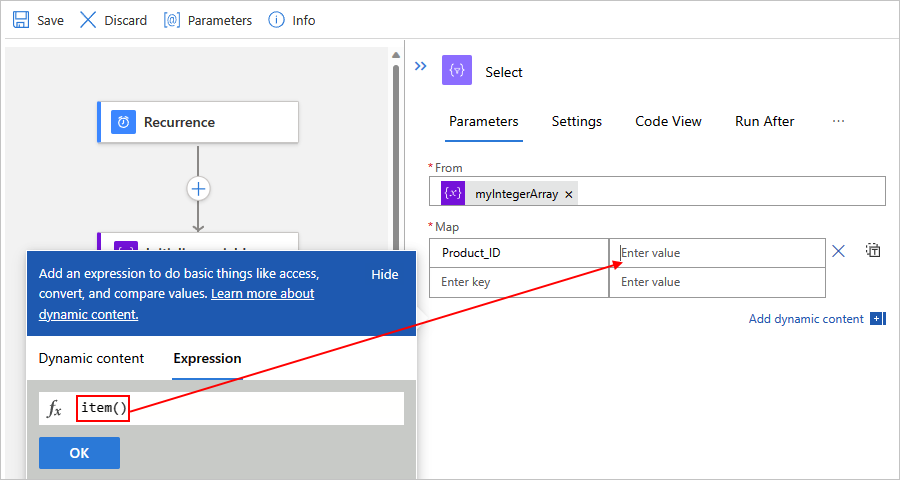 Save Discard Parameters Info
Recurrence
Add an expression to do basic things like access,
convert, and compare values. Learn more about
dynamic content.
Hide
Dynamic content Expression
fx item()
OK
Select
Parameters Settings Code View Run After ...
* From
myIntegerArray ×
* Map
Product_ID Enter value
Enter key Enter value
Add dynamic content